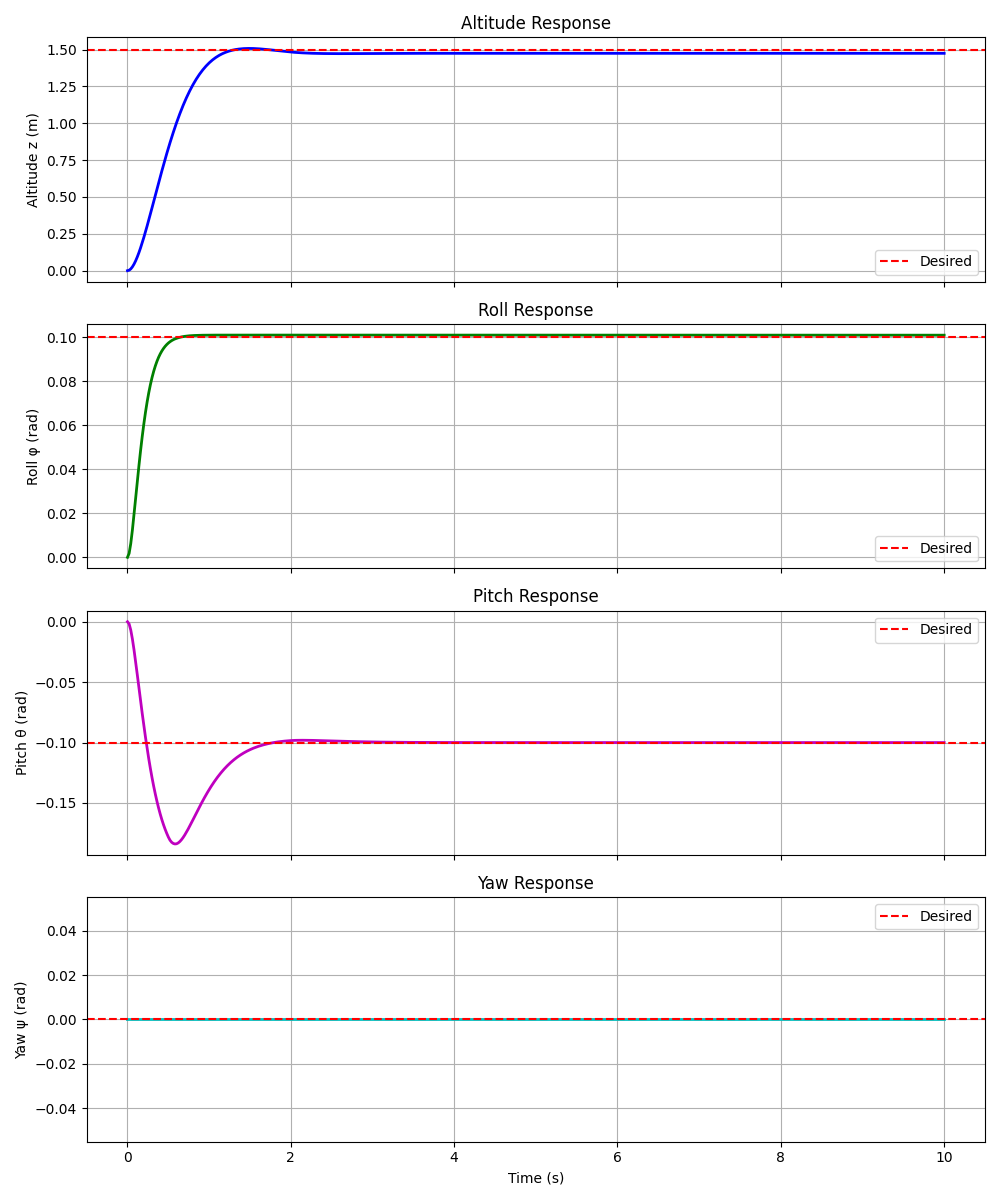 Altitude Response
Altitude z (m)
1.50
1.25
1.00
0.75
0.50
0.25
0.00
Desired
Roll Response
Roll φ (rad)
0.10
0.08
0.06
0.04
0.02
0.00
Desired
Pitch Response
Pitch θ (rad)
0.00
−0.05
−0.10
−0.15
Desired
Yaw Response
Yaw ψ (rad)
0.04
0.02
0.00
−0.02
−0.04
Desired
0 2 4 6 8 10
Time (s)